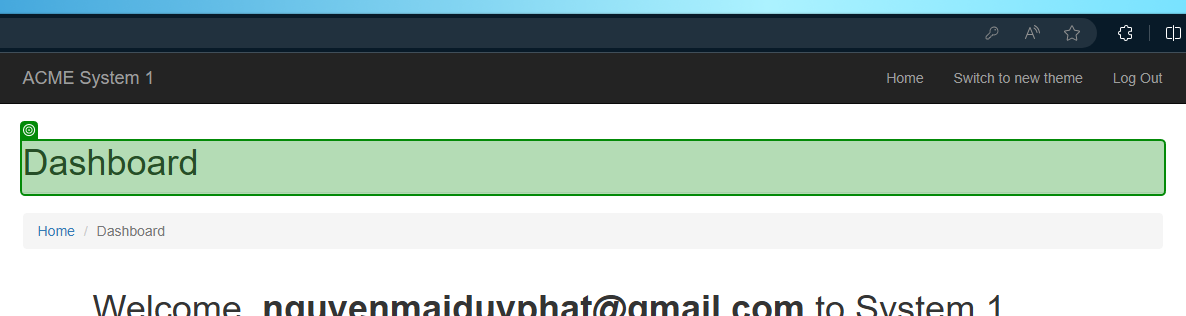 ACME System 1 Home Switch to new theme Log Out
Dashboard
Home / Dashboard
Welcome, nguyenmaiduyphat@gmail.com to System 1